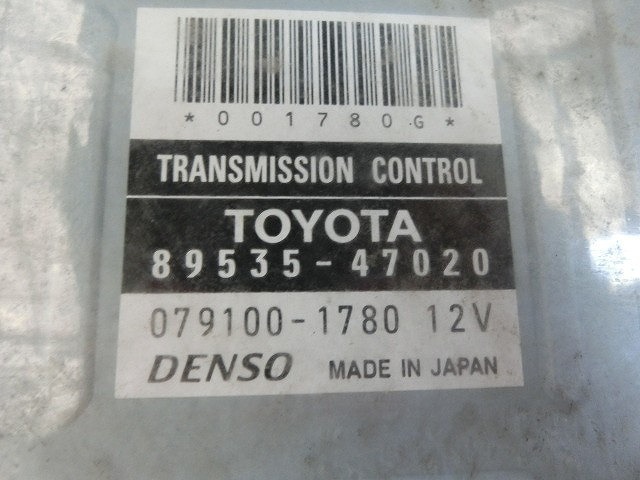 *001780G*
TRANSMISSION CONTROL
TOYOTA
89535-47020
079100-1780 12V
DENSO MADE IN JAPAN